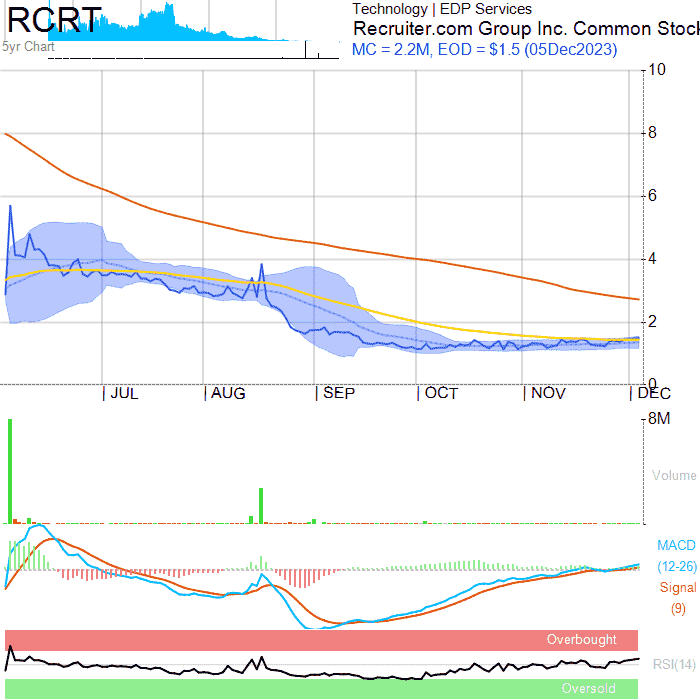 RCRT
5yr Chart
Technology | EDP Services
Recruiter.com Group Inc. Common Stock
MC = 2.2M, EOD = $1.5 (05Dec2023)
10
8
6
4
2
0
JUL
AUG
SEP
OCT
NOV
DEC
8M
Volume
MACD
(12-26)
Signal
(9)
Overbought
RSI(14)
Oversold